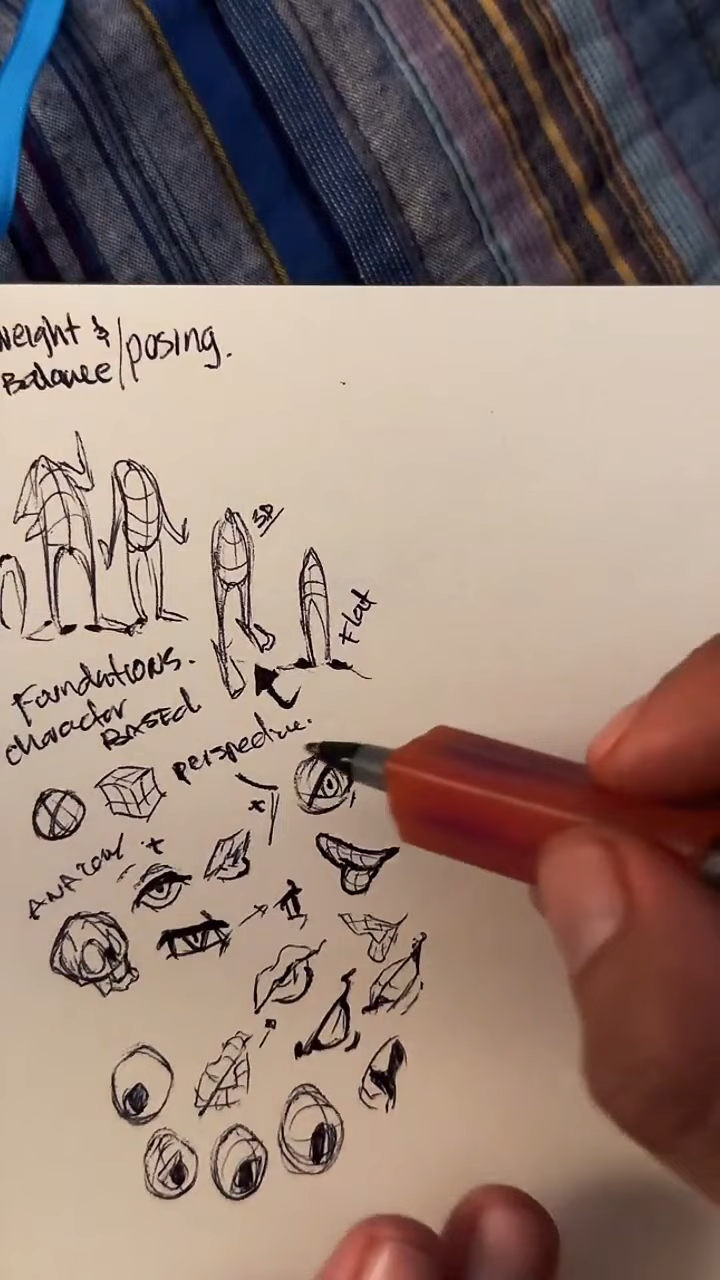 Weight &
Balance/posing.
3D
Flat
Foundations.
character
BASED
perspective.
+
ANATOMY +